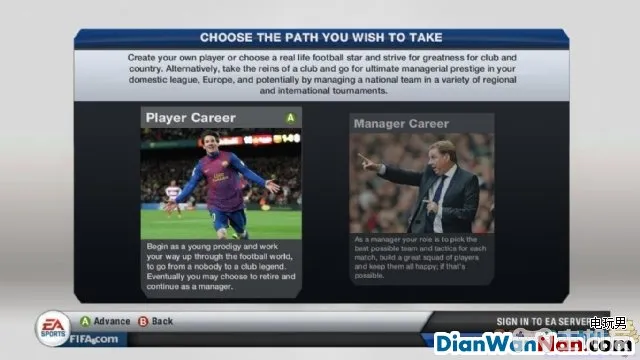 CHOOSE THE PATH YOU WISH TO TAKE
Create your own player or choose a real life football star and strive for greatness for club and
country. Alternatively, take the reins of a club and go for ultimate managerial prestige in your
domestic league, Europe, and potentially by managing a national team in a variety of regional
and international tournaments.
Player Career
A
Begin as a young prodigy and work
your way up through the football world,
to go from a nobody to a club legend.
Eventually you may choose to retire and
continue as a manager.
Manager Career
As a manager your role is to pick the
best possible team and tactics for each
match, build a great squad of players
and keep them all happy, if that's
possible.
EA
SPORTS
A Advance B Back
FIFA.com
SIGN IN TO EA SERVER
电玩男
DianWanNan.com